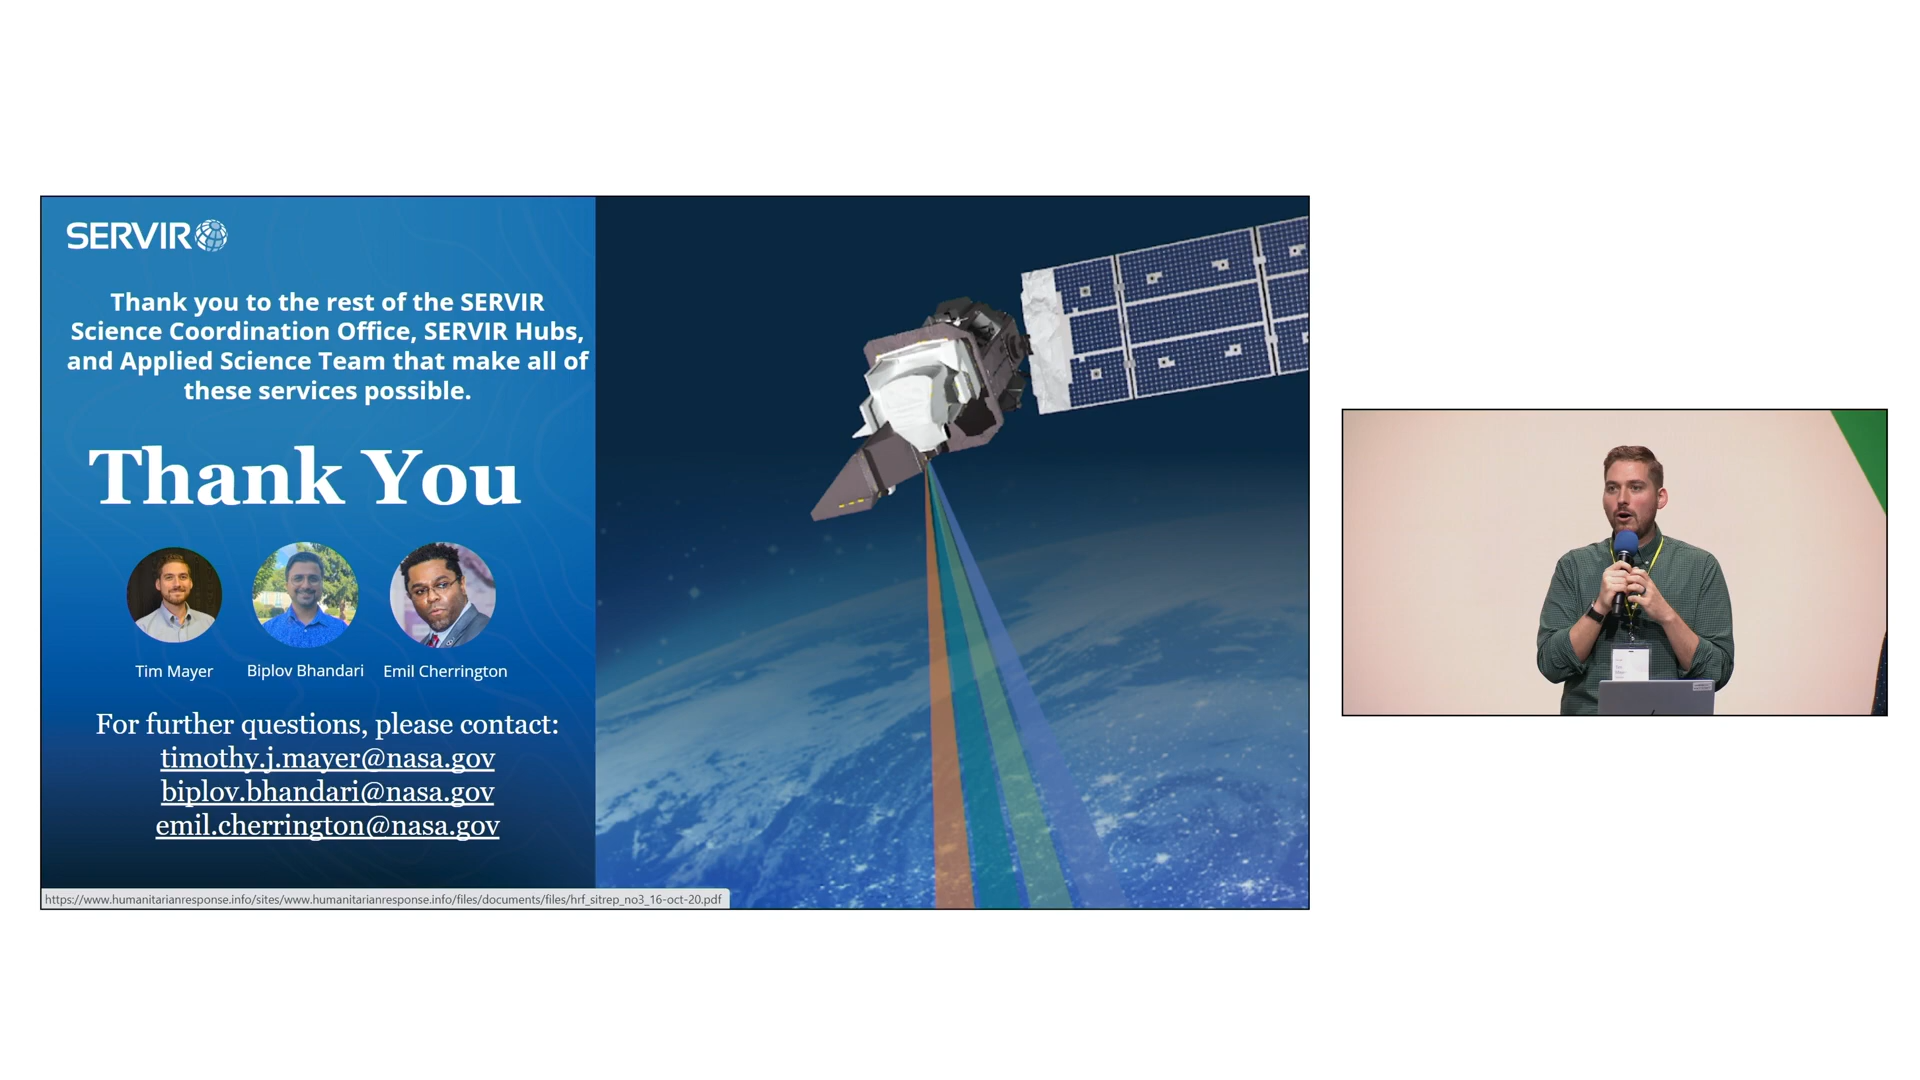 SERVIR
Thank you to the rest of the SERVIR
Science Coordination Office, SERVIR Hubs,
and Applied Science Team that make all of
these services possible.
Thank You
Tim Mayer
Biplov Bhandari
Emil Cherrington
For further questions, please contact:
timothy.j.mayer@nasa.gov
biplov.bhandari@nasa.gov
emil.cherrington@nasa.gov
https://www.humanitarianresponse.info/sites/www.humanitarianresponse.info/files/documents/files/hrf_sitrep_no3_16-oct-20.pdf